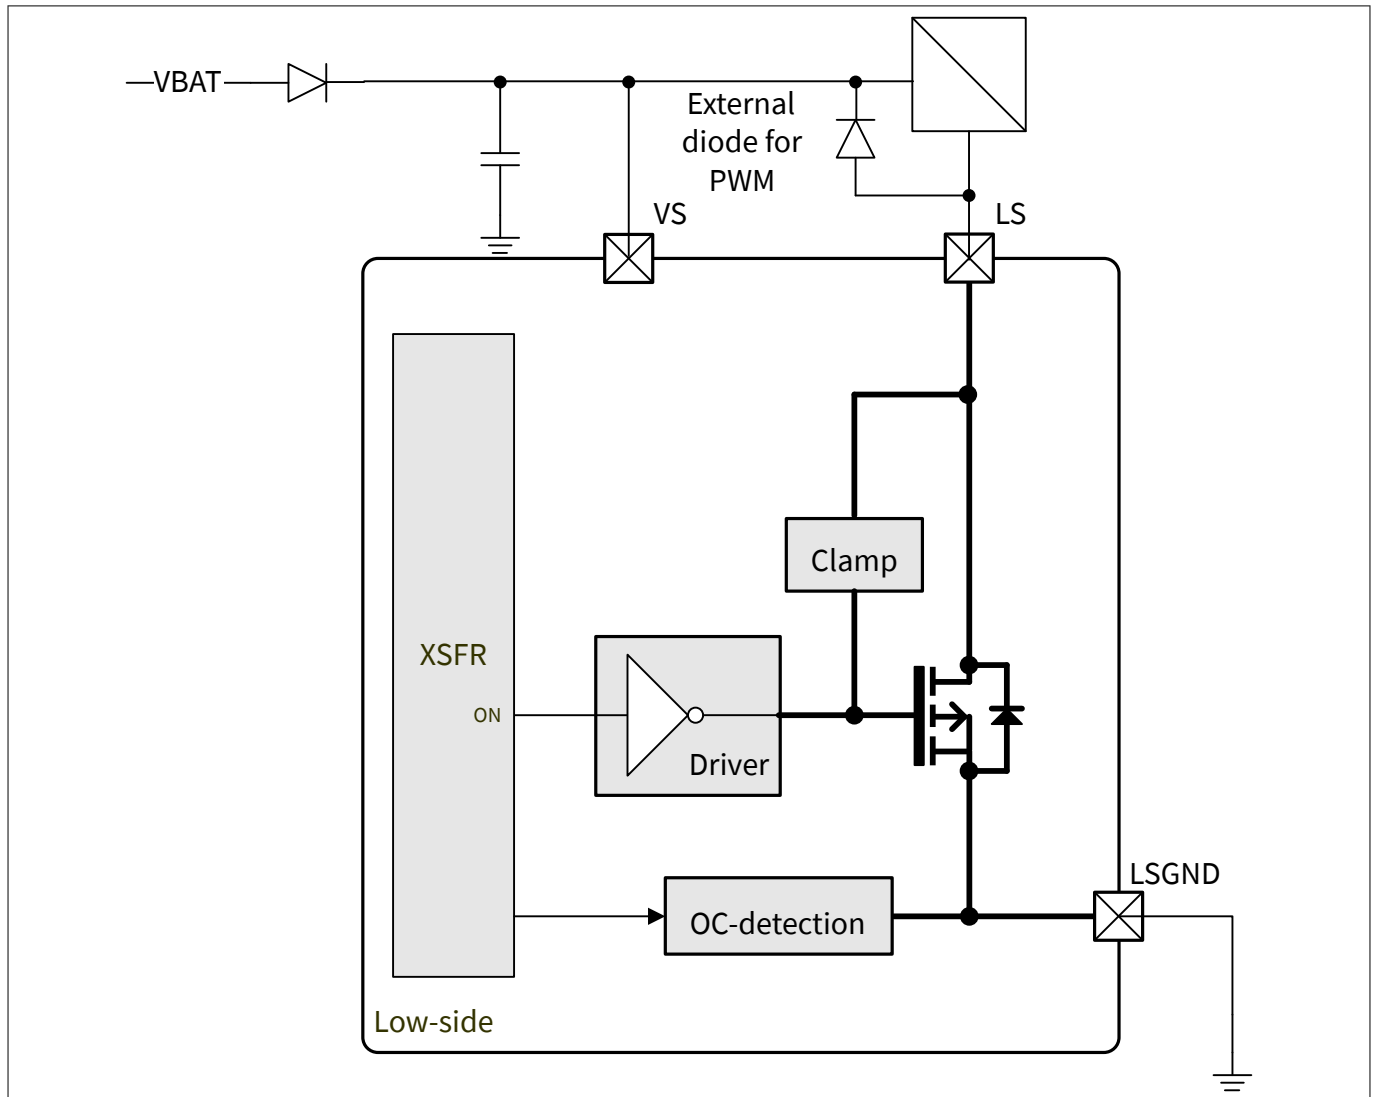 VBAT
External
diode for
PWM
VS
LS
Clamp
XSFR
ON
Driver
LSGND
OC-detection
Low-side